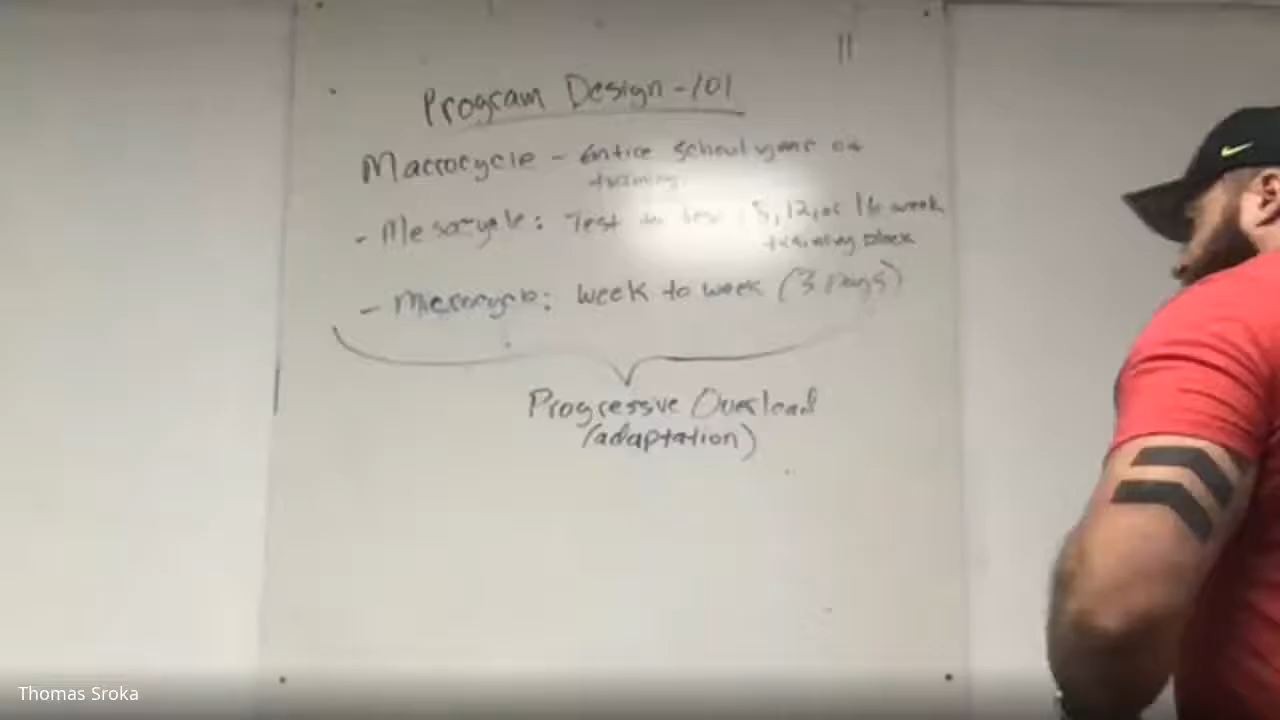 Program Design - 101
Macrocycle - Entire school year of
training
- Mesocycle: Test to test 8, 12, or 16 week
training block
- Microcycle: Week to week (3 Days)
Progressive Overload
(adaptation)
Thomas Sroka